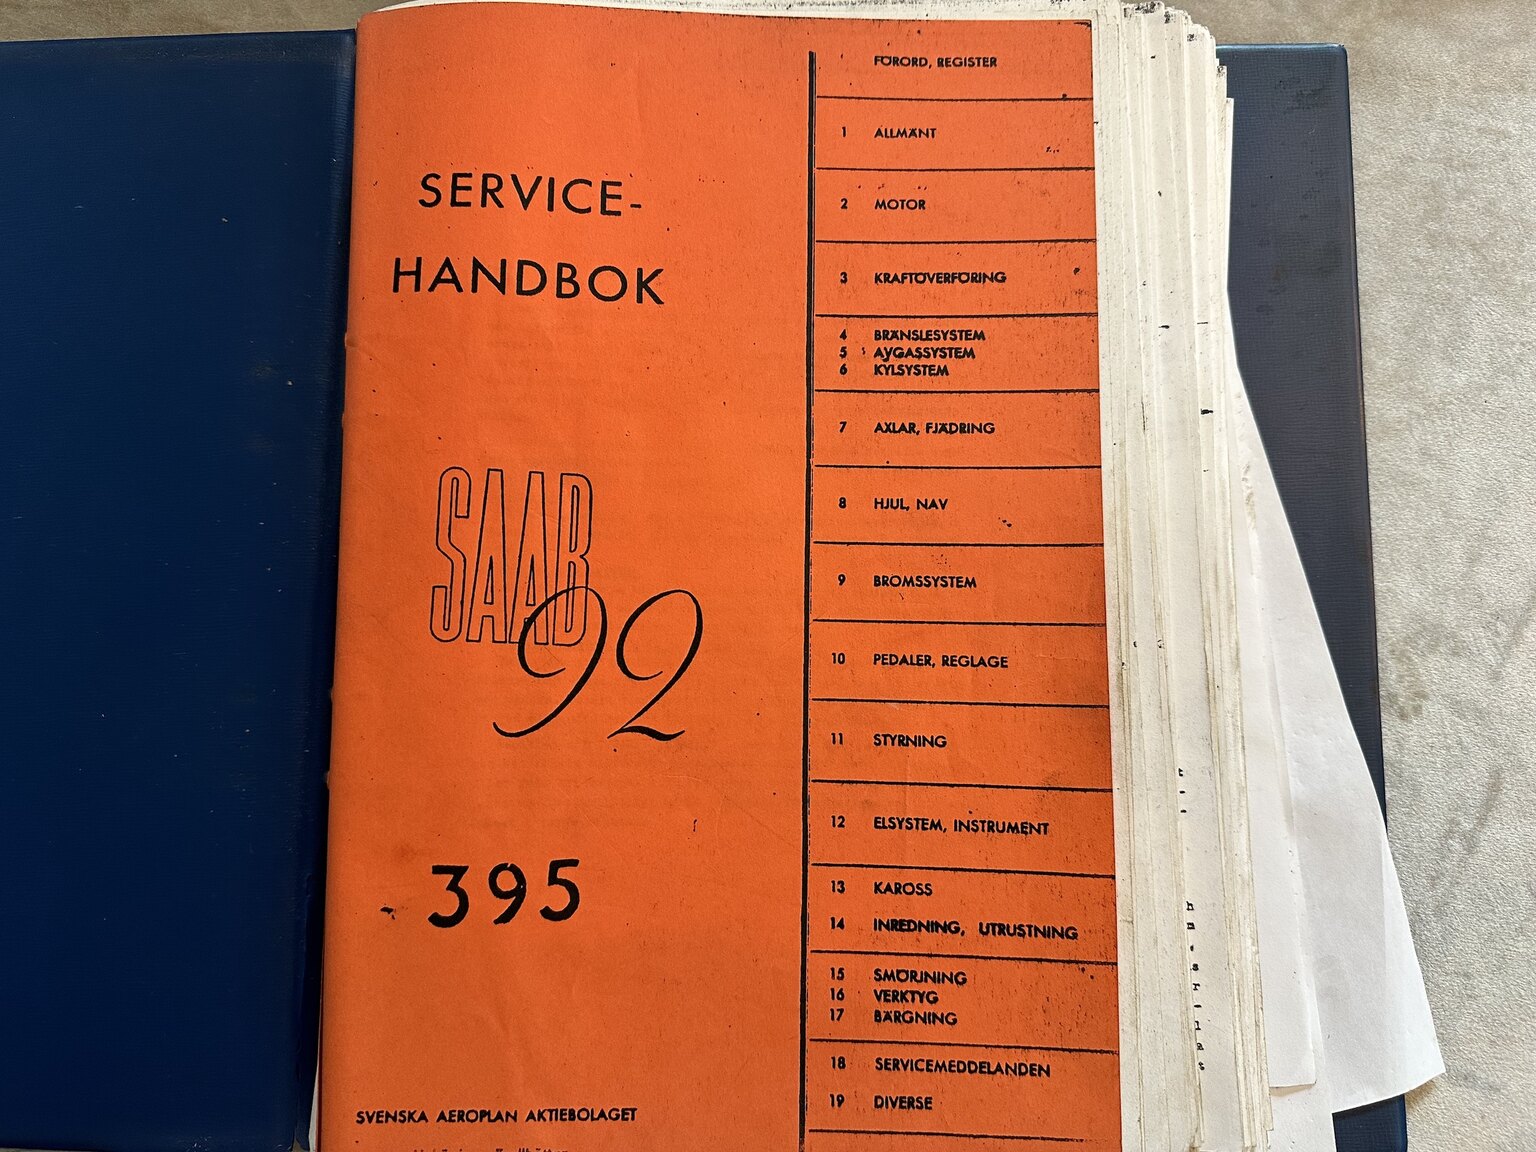 SERVICE-
HANDBOK
SAAB
92
395
SVENSKA AEROPLAN AKTIEBOLAGET
FÖRORD, REGISTER
1 ALLMÄNT
2 MOTOR
3 KRAFTÖVERFÖRING
4 BRÄNSLESYSTEM
5 AVGASSYSTEM
6 KYLSYSTEM
7 AXLAR, FJÄDRING
8 HJUL, NAV
9 BROMSSYSTEM
10 PEDALER, REGLAGE
11 STYRNING
12 ELSYSTEM, INSTRUMENT
13 KAROSS
14 INREDNING, UTRUSTNING
15 SMÖRJNING
16 VERKTYG
17 BÄRGNING
18 SERVICEMEDDELANDEN
19 DIVERSE